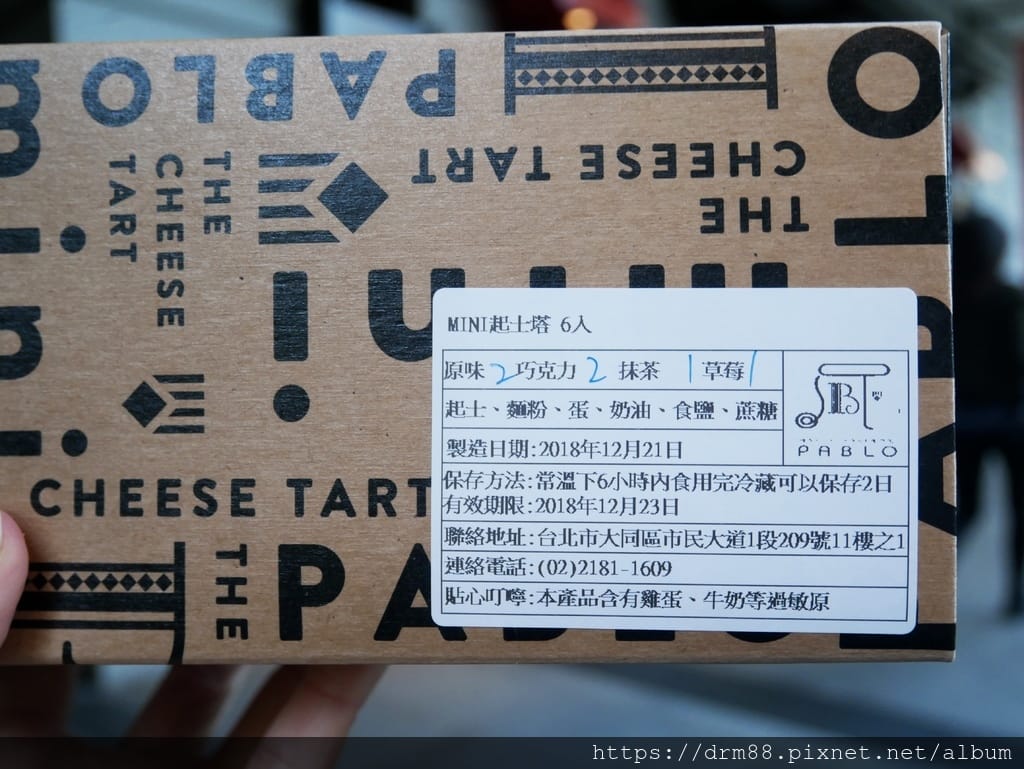 PABLO
THE
CHEESE
TART
THE
CHEESE TART
mini
MINI起士塔 6入
原味 2 巧克力 2 抹茶 1 草莓 1
起士、麵粉、蛋、奶油、食鹽、蔗糖
製造日期:2018年12月21日
PABLO
保存方法:常溫下6小時內食用完冷藏可以保存2日
有效期限:2018年12月23日
聯絡地址:台北市大同區市民大道1段209號11樓之1
連絡電話:(02)2181-1609
貼心叮嚀:本產品含有雞蛋、牛奶等過敏原
CHEESE TART
THE
https://drm88.pixnet.net/album